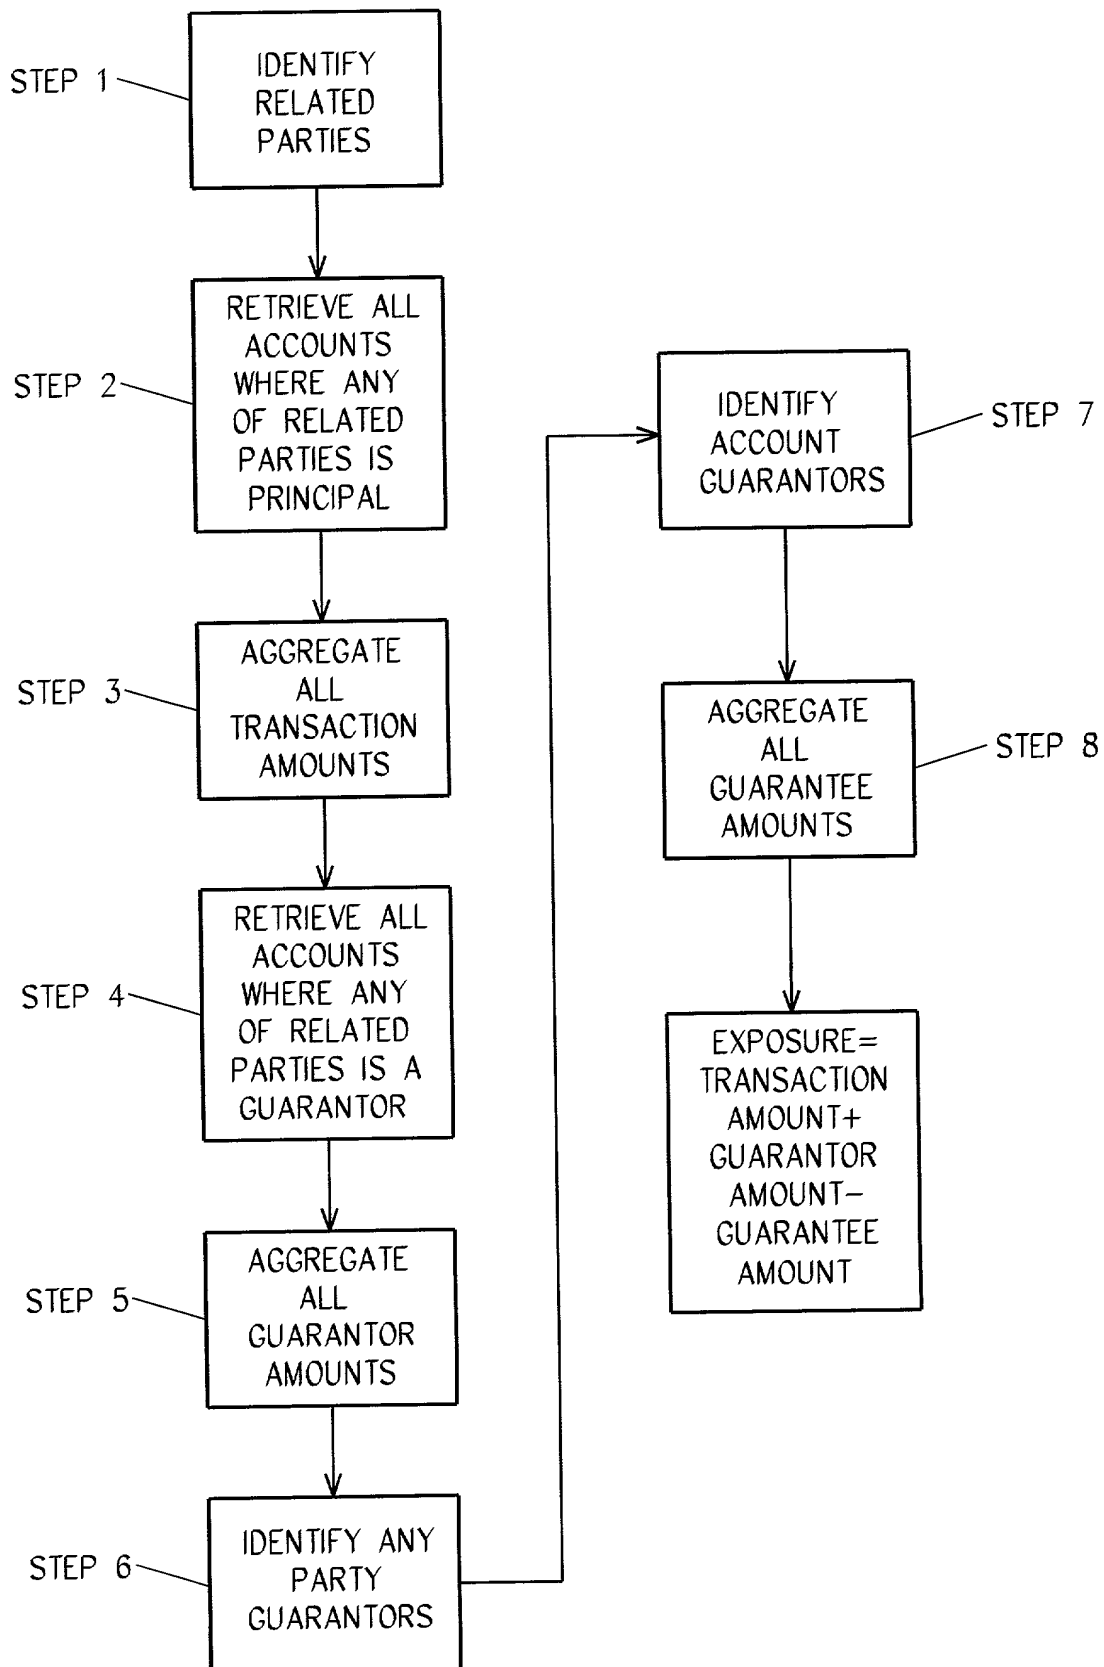 STEP 1
IDENTIFY
RELATED
PARTIES
STEP 2
RETRIEVE ALL
ACCOUNTS
WHERE ANY
OF RELATED
PARTIES IS
PRINCIPAL
STEP 3
AGGREGATE
ALL
TRANSACTION
AMOUNTS
STEP 4
RETRIEVE ALL
ACCOUNTS
WHERE ANY
OF RELATED
PARTIES IS A
GUARANTOR
STEP 5
AGGREGATE
ALL
GUARANTOR
AMOUNTS
STEP 6
IDENTIFY ANY
PARTY
GUARANTORS
IDENTIFY
ACCOUNT
GUARANTORS
STEP 7
AGGREGATE
ALL
GUARANTEE
AMOUNTS
STEP 8
EXPOSURE=
TRANSACTION
AMOUNT+
GUARANTOR
AMOUNT-
GUARANTEE
AMOUNT